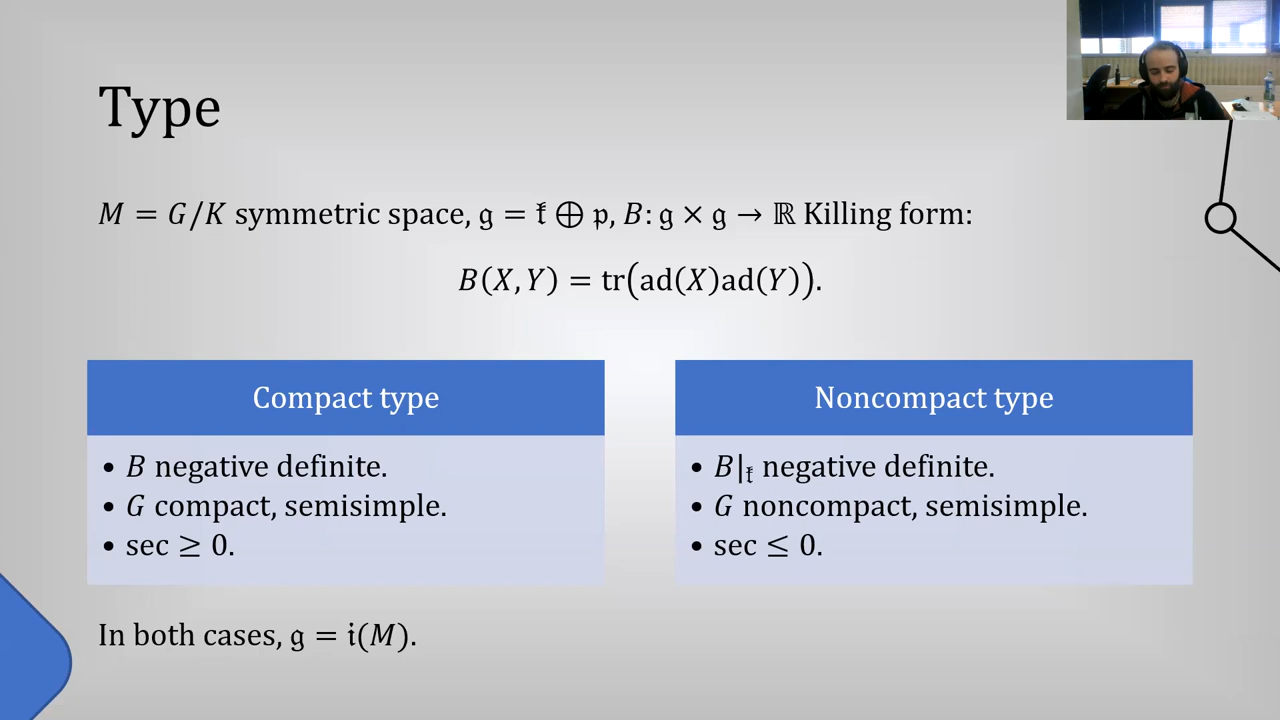 Type
M = G/K symmetric space, 𝔤 = 𝔨 ⊕ 𝔭, B: 𝔤 × 𝔤 → ℝ Killing form:
B(X, Y) = tr(ad(X)ad(Y)).
Compact type
• B negative definite.
• G compact, semisimple.
• sec ≥ 0.
Noncompact type
• B|𝔨 negative definite.
• G noncompact, semisimple.
• sec ≤ 0.
In both cases, 𝔤 = 𝔦(M).